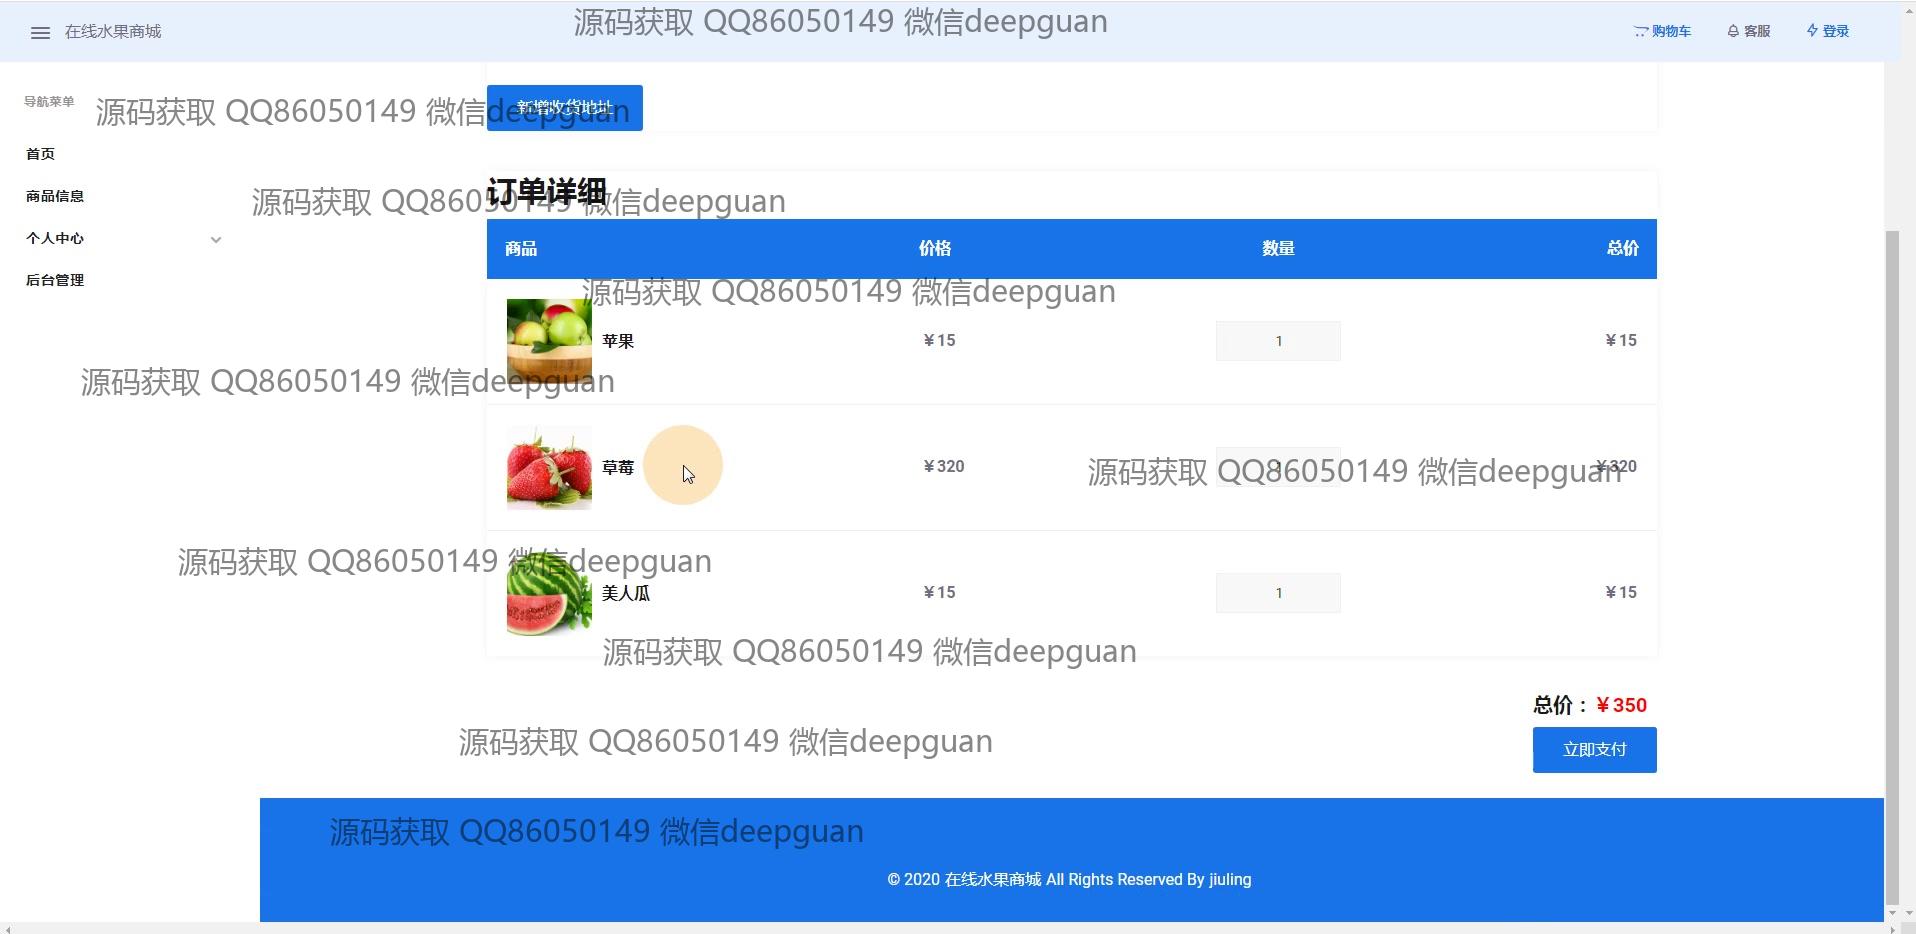 在线水果商城
源码获取 QQ86050149 微信deepguan
购物车
客服
登录
导航菜单
源码获取 QQ86050149 微信deepguan
新增收货地址
首页
商品信息
源码获取 QQ86050149 微信deepguan
订单详细
个人中心
后台管理
商品 价格 数量 总价
源码获取 QQ86050149 微信deepguan
苹果 ¥15 1 ¥15
源码获取 QQ86050149 微信deepguan
草莓 ¥320 ¥320
源码获取 QQ86050149 微信deepguan
源码获取 QQ86050149 微信deepguan
美人瓜 ¥15 1 ¥15
源码获取 QQ86050149 微信deepguan
总价：¥350
源码获取 QQ86050149 微信deepguan
立即支付
源码获取 QQ86050149 微信deepguan
© 2020 在线水果商城 All Rights Reserved By jiuling